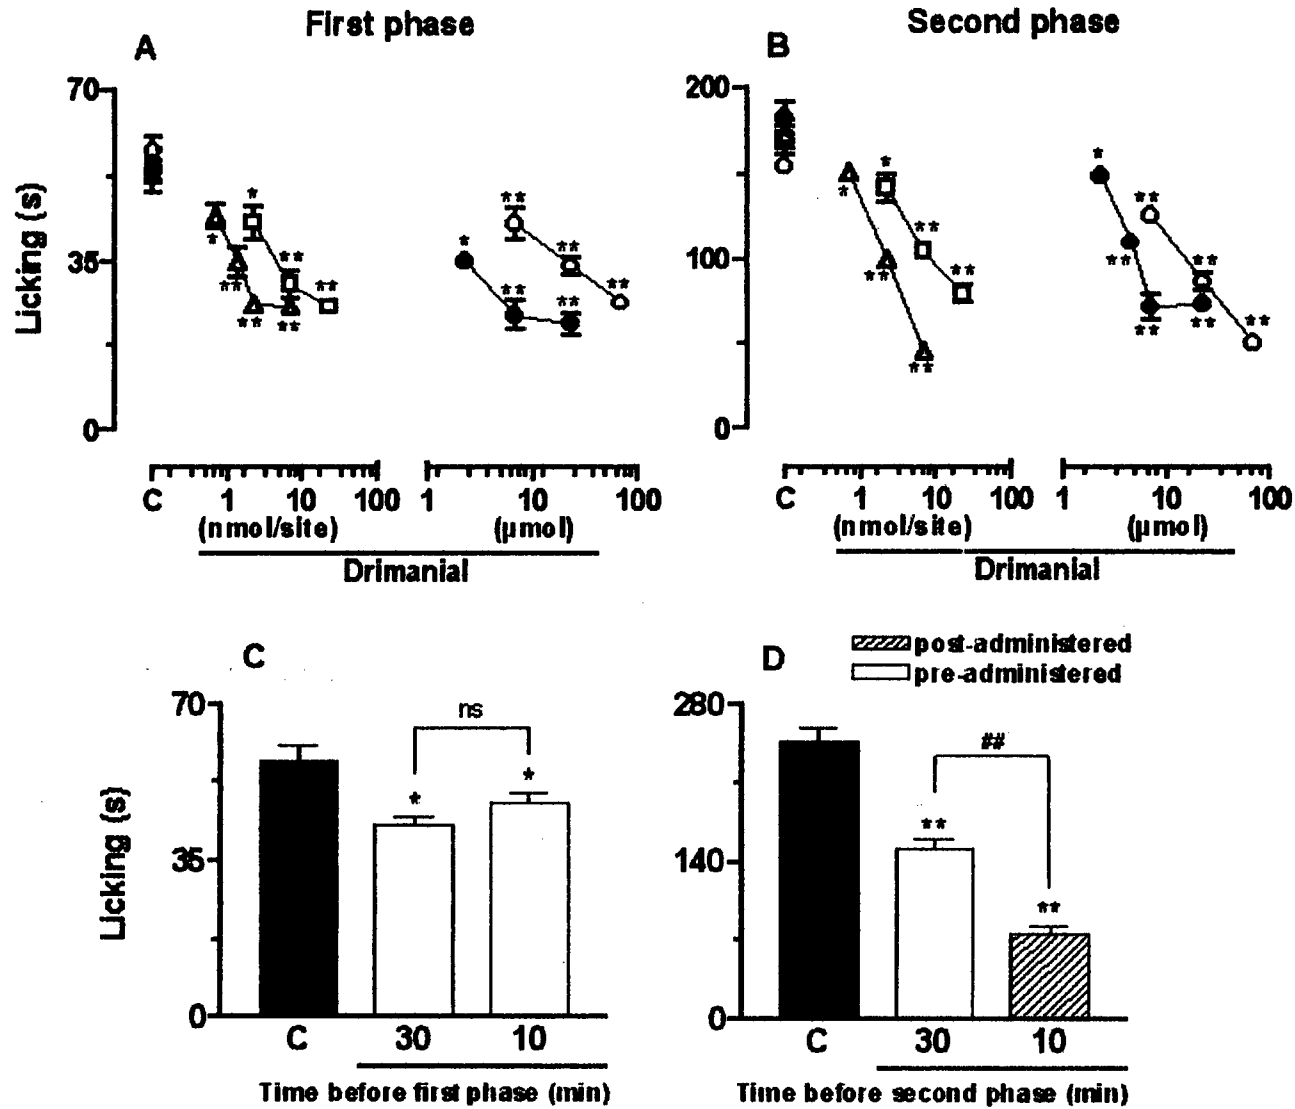 First phase
Second phase
A
B
70
35
0
Licking (s)
200
100
0
*
**
**
**
*
**
**
*
**
**
**
**
**
*
**
**
*
**
**
*
**
**
**
**
**
**
C
1
10
100
1
10
100
(nmol/site)
(µmol)
Drimanial
C
1
10
100
1
10
100
(nmol/site)
(µmol)
Drimanial
post-administered
pre-administered
C
D
70
35
0
Licking (s)
ns
*
*
C
30
10
Time before first phase (min)
280
140
0
##
**
**
C
30
10
Time before second phase (min)